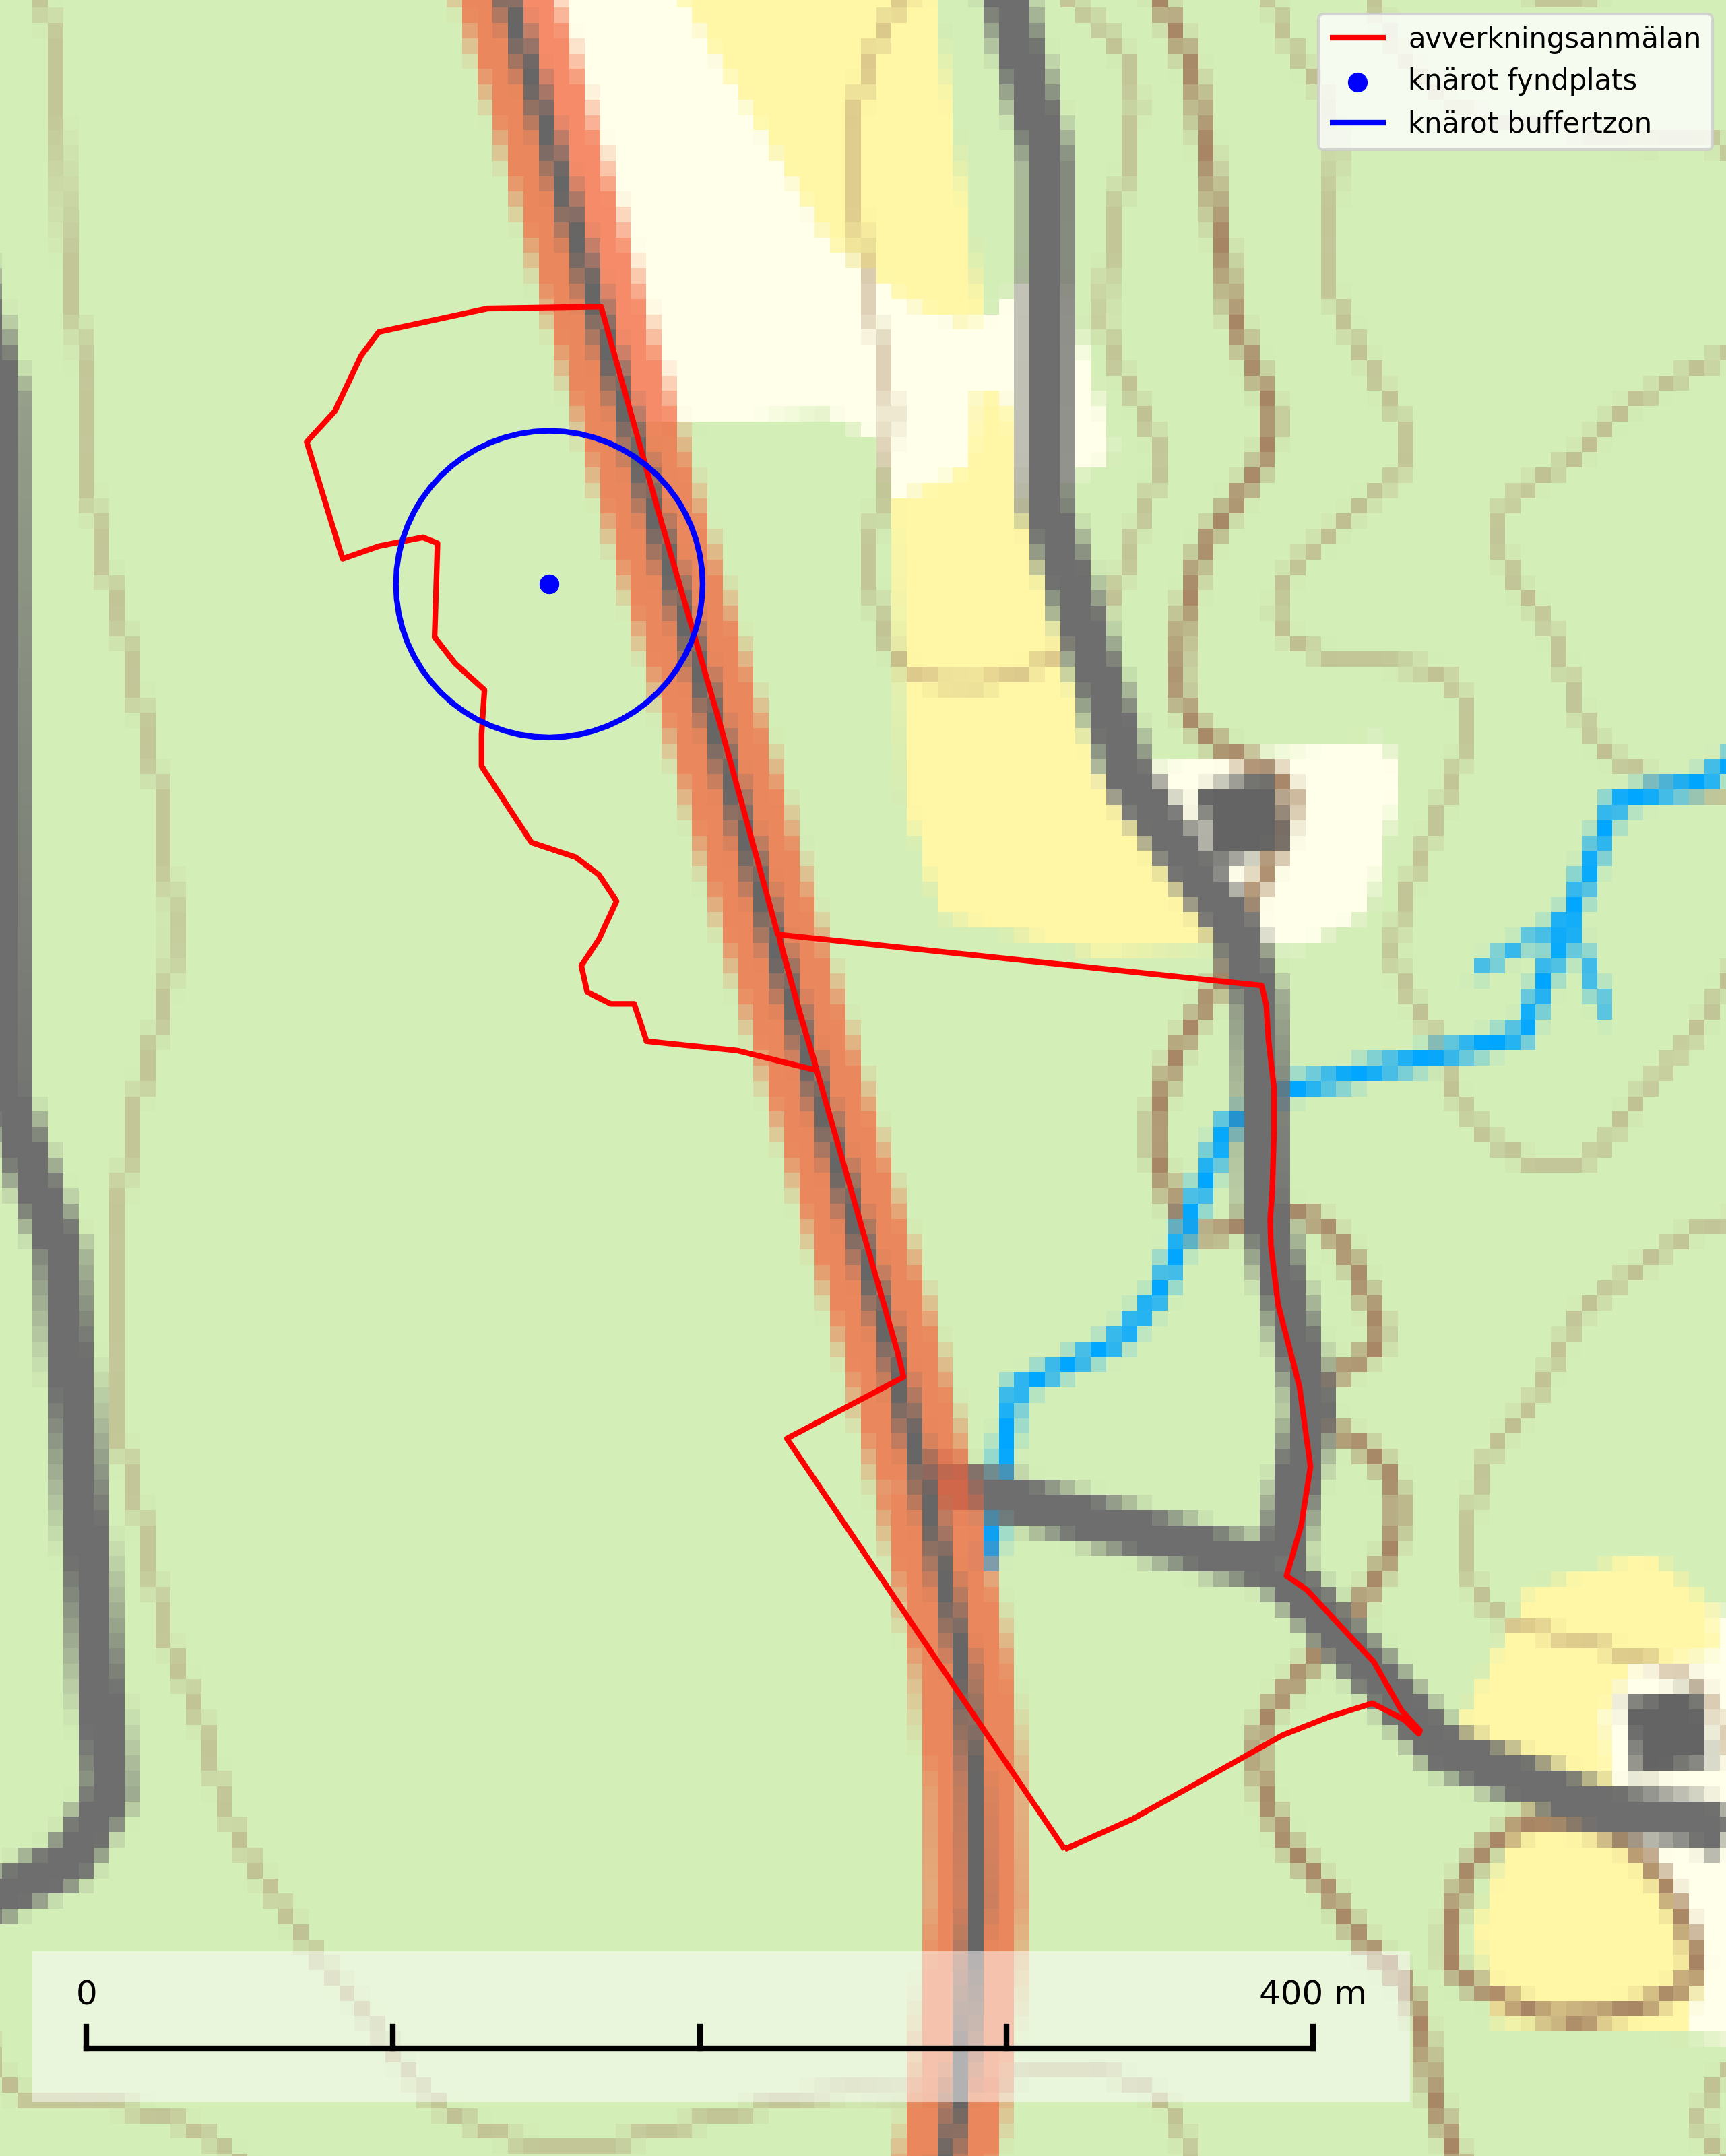 avverkningsanmälan
knärot fyndplats
knärot buffertzon
0
400 m